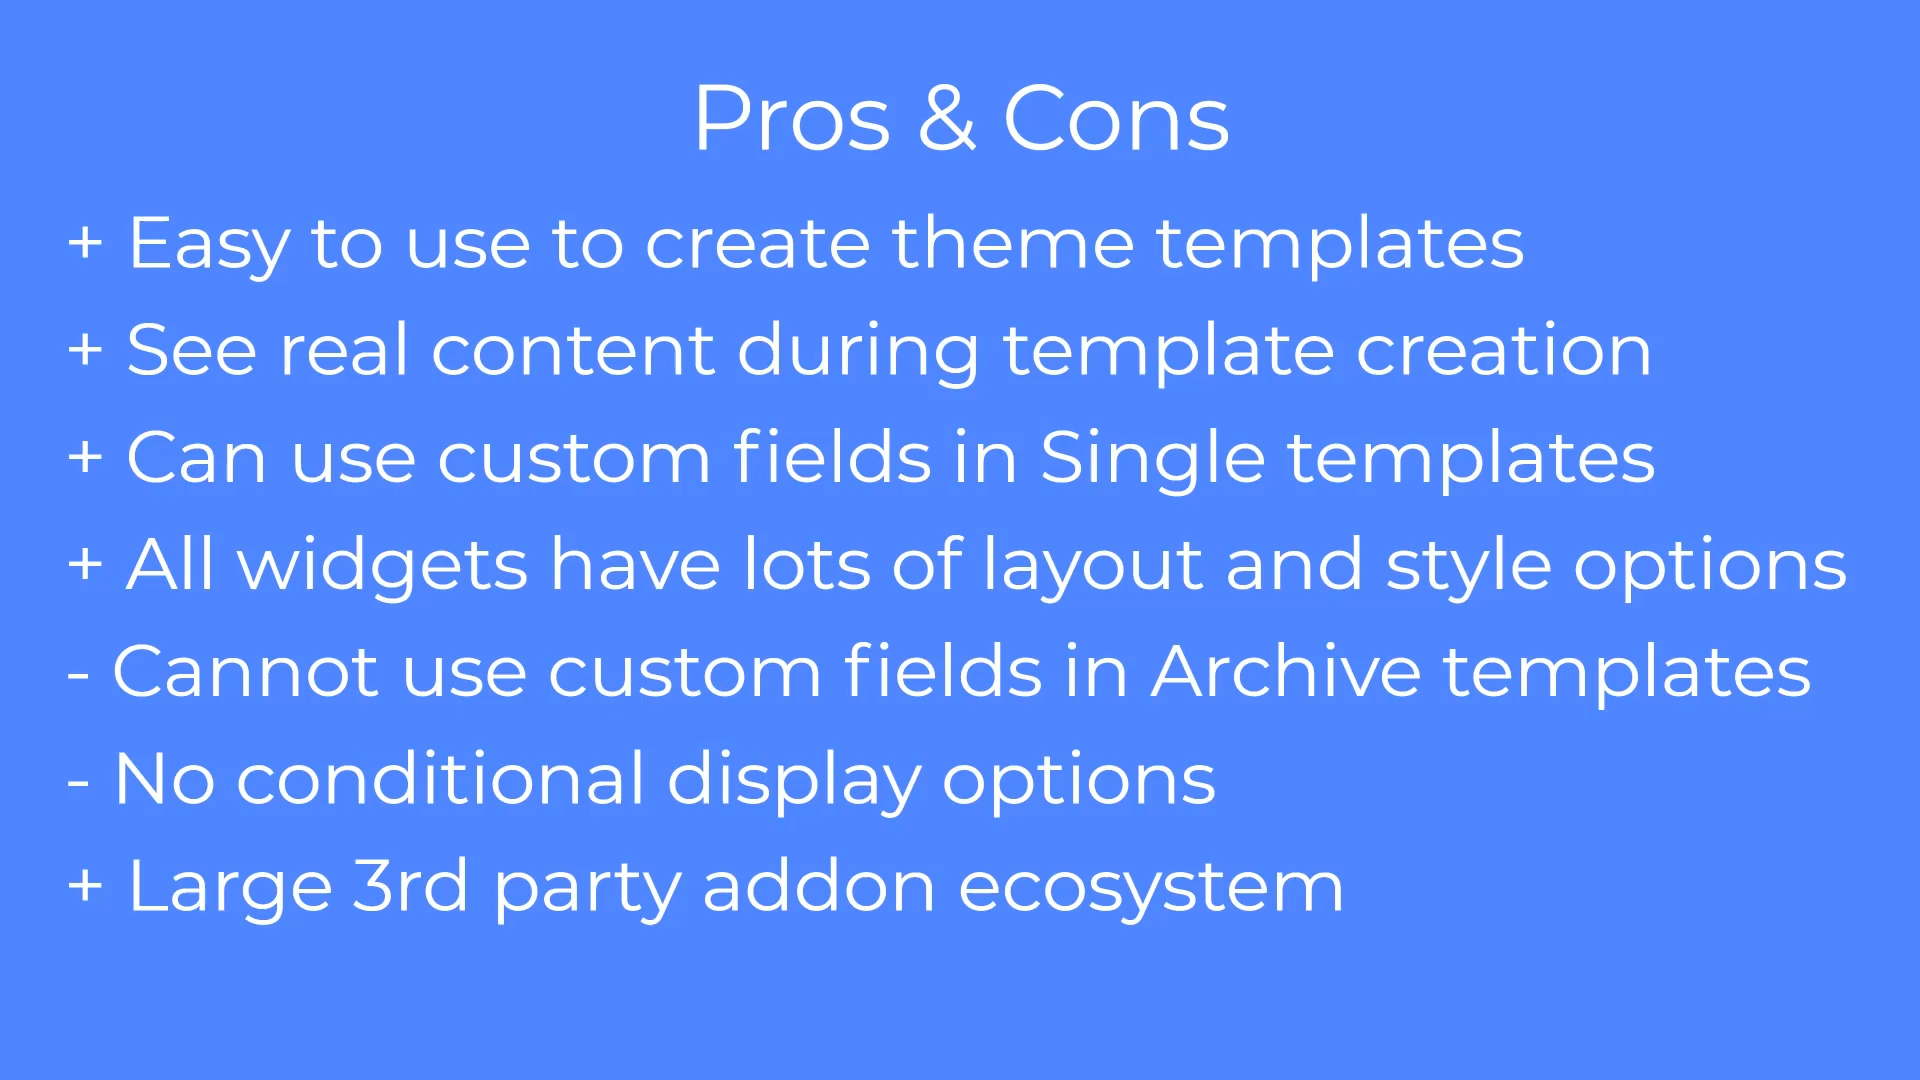 Pros & Cons
+ Easy to use to create theme templates
+ See real content during template creation
+ Can use custom fields in Single templates
+ All widgets have lots of layout and style options
- Cannot use custom fields in Archive templates
- No conditional display options
+ Large 3rd party addon ecosystem